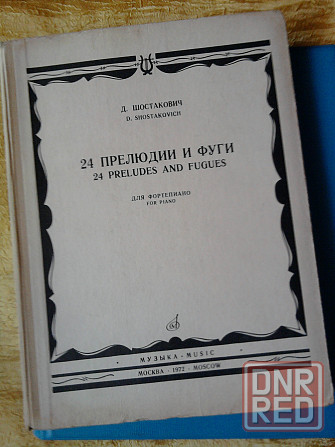 Д. ШОСТАКОВИЧ
D. SHOSTAKOVICH
24 ПРЕЛЮДИИ И ФУГИ
24 PRELUDES AND FUGUES
ДЛЯ ФОРТЕПИАНО
FOR PIANO
МУЗЫКА - MUSIC
МОСКВА - 1972 - MOSCOW
DNR
RED